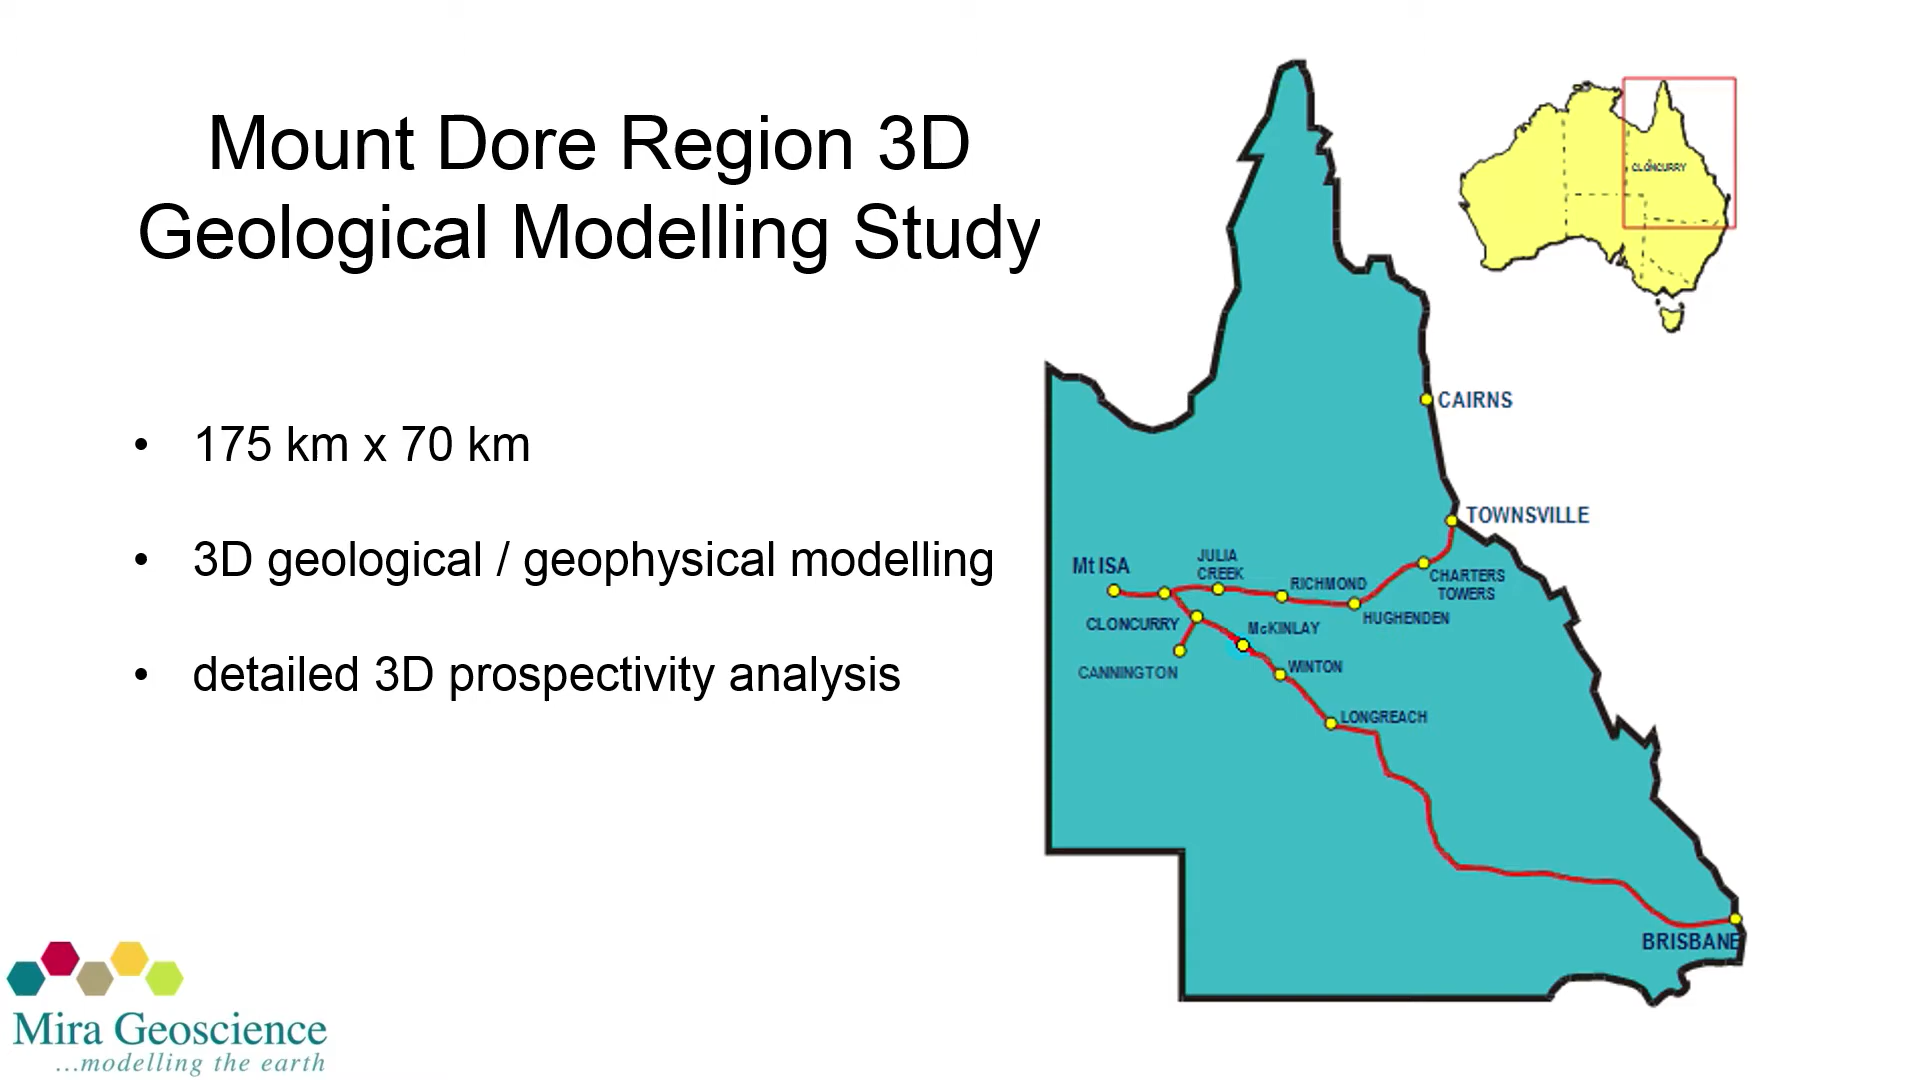 Mount Dore Region 3D
Geological Modelling Study
• 175 km x 70 km
• 3D geological / geophysical modelling
• detailed 3D prospectivity analysis
CLONCURRY
CAIRNS
TOWNSVILLE
Mt ISA
JULIA
CREEK
RICHMOND
CHARTERS
TOWERS
HUGHENDEN
CLONCURRY
McKINLAY
CANNINGTON
WINTON
LONGREACH
BRISBANE
Mira Geoscience
...modelling the earth